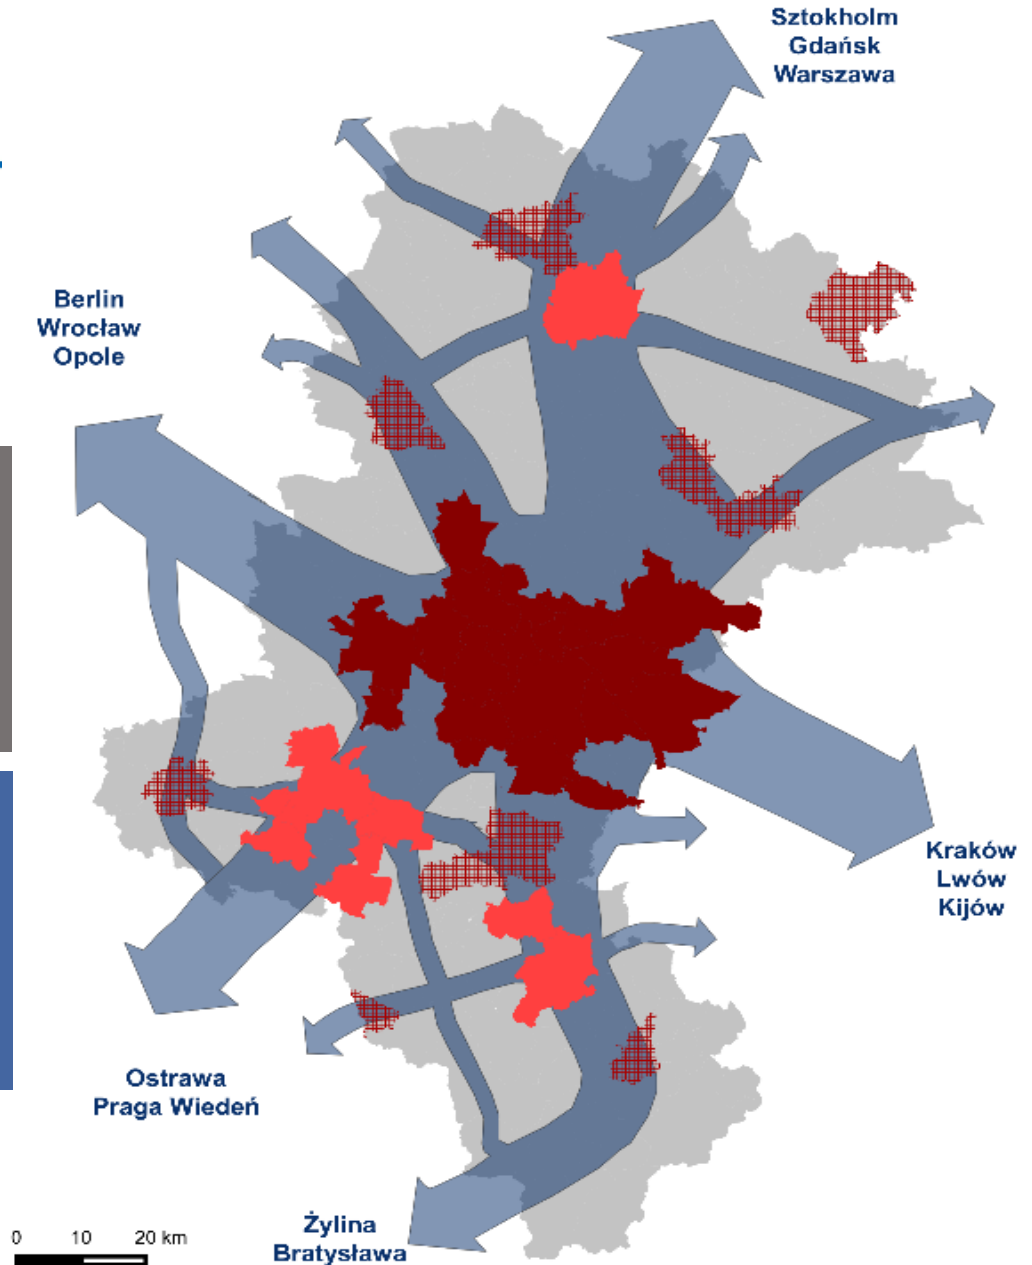 Sztokholm
Gdańsk
Warszawa
Berlin
Wrocław
Opole
Kraków
Lwów
Kijów
Ostrawa
Praga Wiedeń
Żylina
Bratysława
0 10 20 km